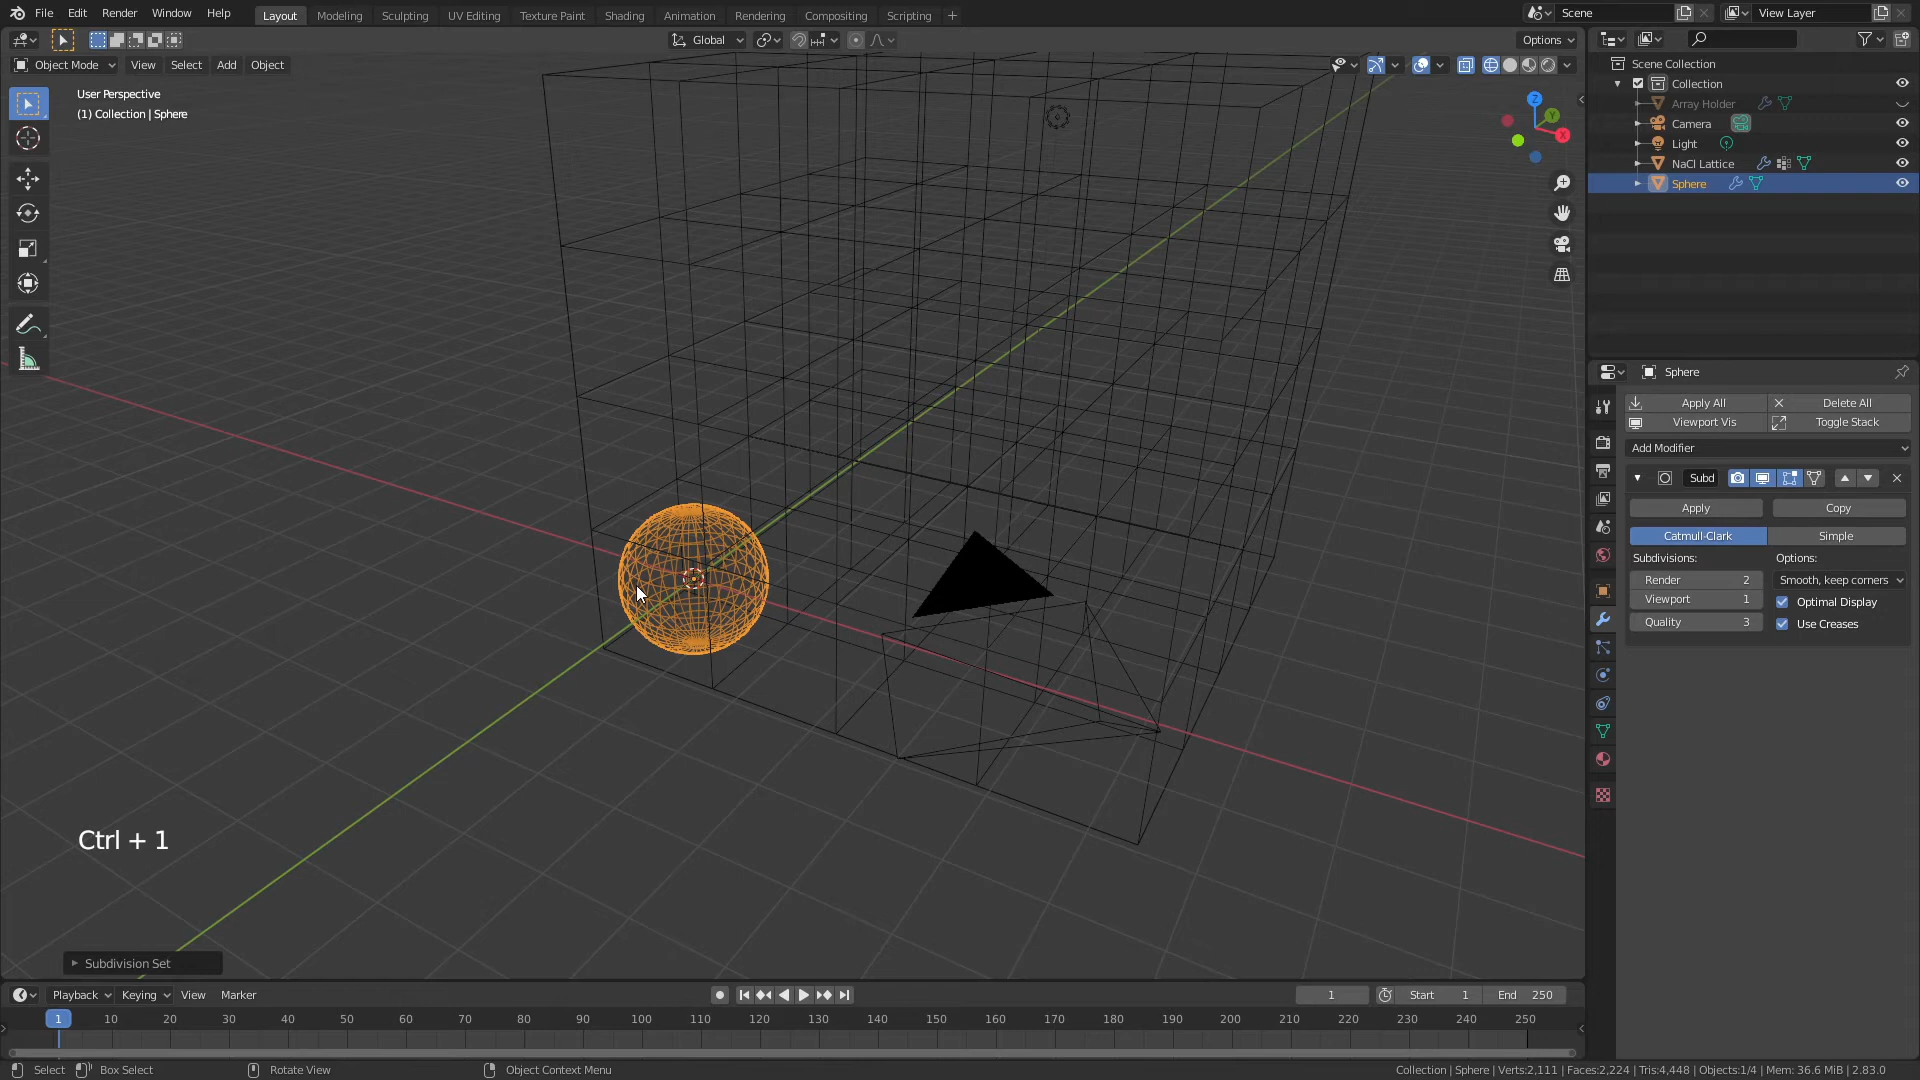 File Edit Render Window Help Layout Modeling Sculpting UV Editing Texture Paint Shading Animation Rendering Compositing Scripting + Scene View Layer
Global Options
Object Mode View Select Add Object
User Perspective
(1) Collection | Sphere
Z
Y
X
Ctrl + 1
Subdivision Set
Scene Collection
Collection
Array Holder
Camera
Light
NaCl Lattice
Sphere
Sphere
Apply All Delete All
Viewport Vis Toggle Stack
Add Modifier
Subd
Apply Copy
Catmull-Clark Simple
Subdivisions: Options:
Render 2 Smooth, keep corners
Viewport 1 Optimal Display
Quality 3 Use Creases
Playback Keying View Marker 1 Start 1 End 250
1 10 20 30 40 50 60 70 80 90 100 110 120 130 140 150 160 170 180 190 200 210 220 230 240 250
Select Box Select Rotate View Object Context Menu Collection | Sphere | Verts:2,111 | Faces:2,224 | Tris:4,448 | Objects:1/4 | Mem: 36.6 MiB | 2.83.0